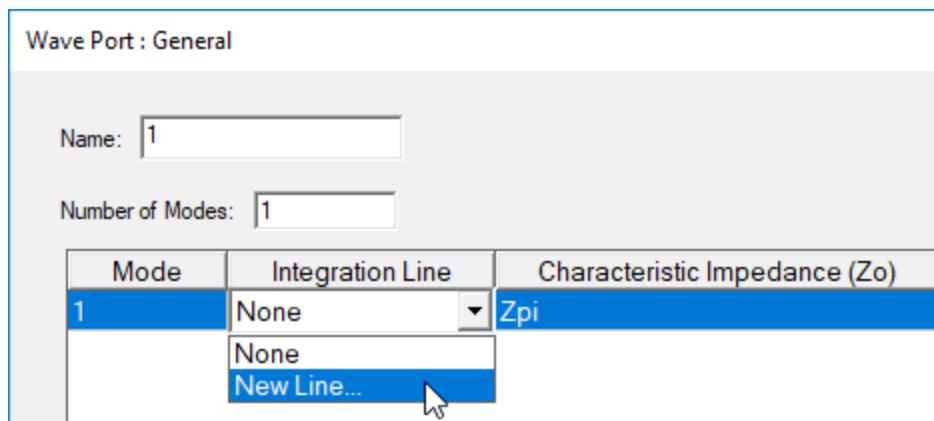 Wave Port : General
Name: 1
Number of Modes: 1
Mode Integration Line Characteristic Impedance (Zo)
1 None Zpi
None
New Line...